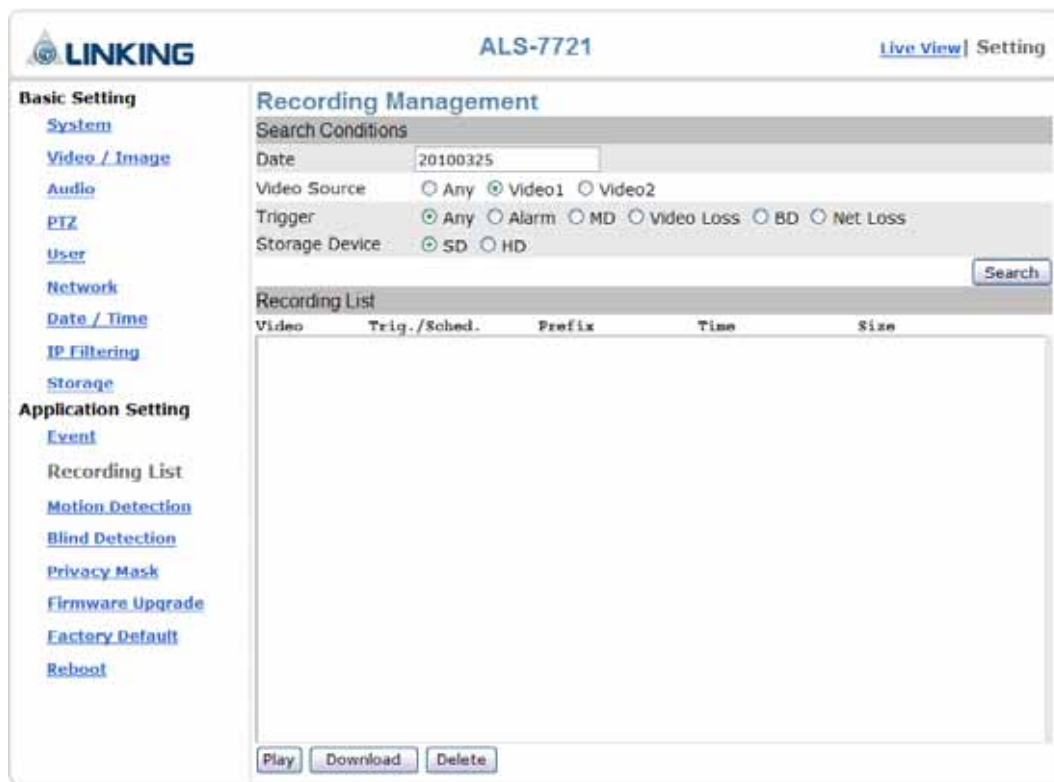 LINKING
ALS-7721
Live View| Setting
Basic Setting
System
Video / Image
Audio
PTZ
User
Network
Date / Time
IP Filtering
Storage
Application Setting
Event
Recording List
Motion Detection
Blind Detection
Privacy Mask
Firmware Upgrade
Factory Default
Reboot
Recording Management
Search Conditions
Date 20100325
Video Source Any Video1 Video2
Trigger Any Alarm MD Video Loss BD Net Loss
Storage Device SD HD
Search
Recording List
Video Trig./Sched. Prefix Time Size
Play Download Delete